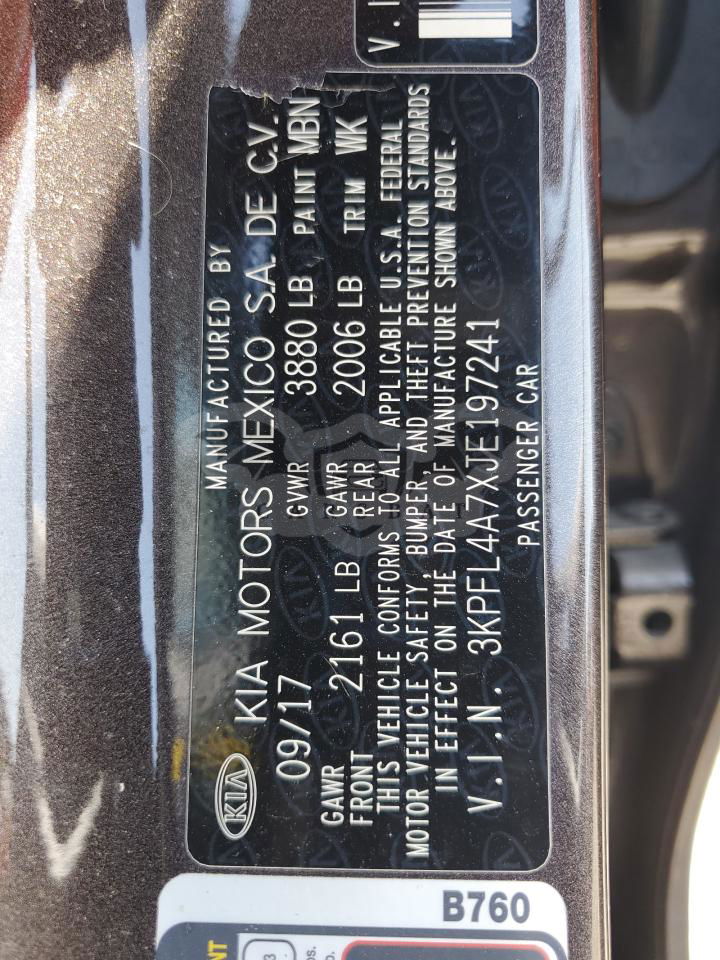 V.I
MANUFACTURED BY
KIA KIA MOTORS MEXICO S.A. DE C.V.
09/17 GVWR 3880 LB PAINT MBN
GAWR FRONT 2161 LB GAWR REAR 2006 LB TRIM WK
THIS VEHICLE CONFORMS TO ALL APPLICABLE U.S.A. FEDERAL
MOTOR VEHICLE SAFETY, BUMPER, AND THEFT PREVENTION STANDARDS
IN EFFECT ON THE DATE OF MANUFACTURE SHOWN ABOVE.
V.I.N. 3KPFL4A7XJE197241
PASSENGER CAR
B760